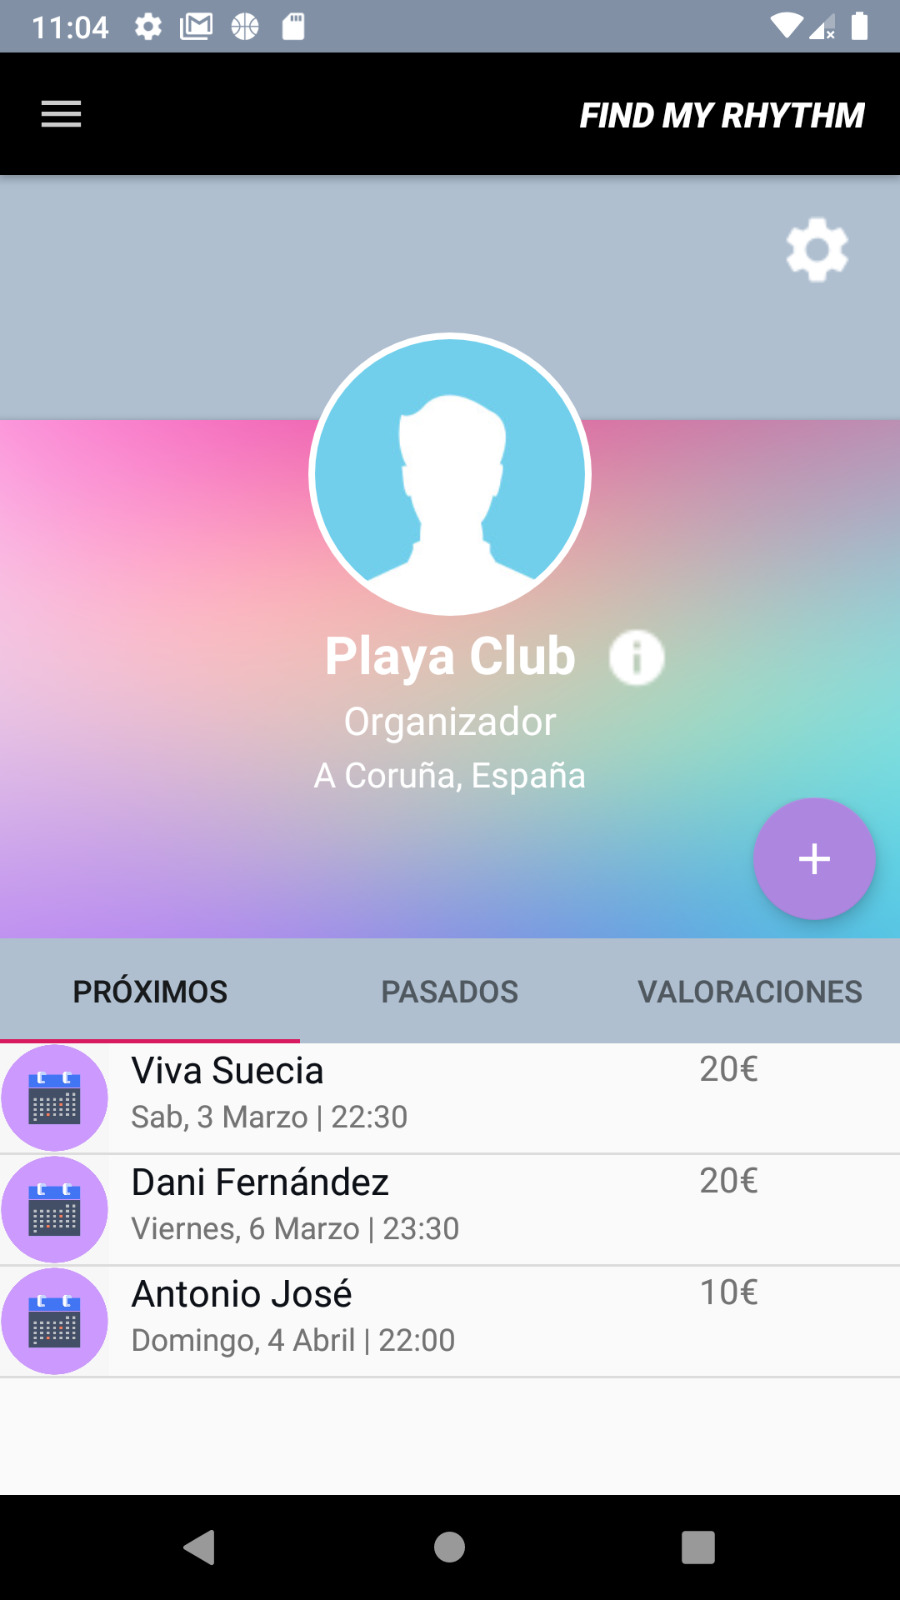 11:04
FIND MY RHYTHM
Playa Club
Organizador
A Coruña, España
PRÓXIMOS PASADOS VALORACIONES
Viva Suecia 20€
Sab, 3 Marzo | 22:30
Dani Fernández 20€
Viernes, 6 Marzo | 23:30
Antonio José 10€
Domingo, 4 Abril | 22:00